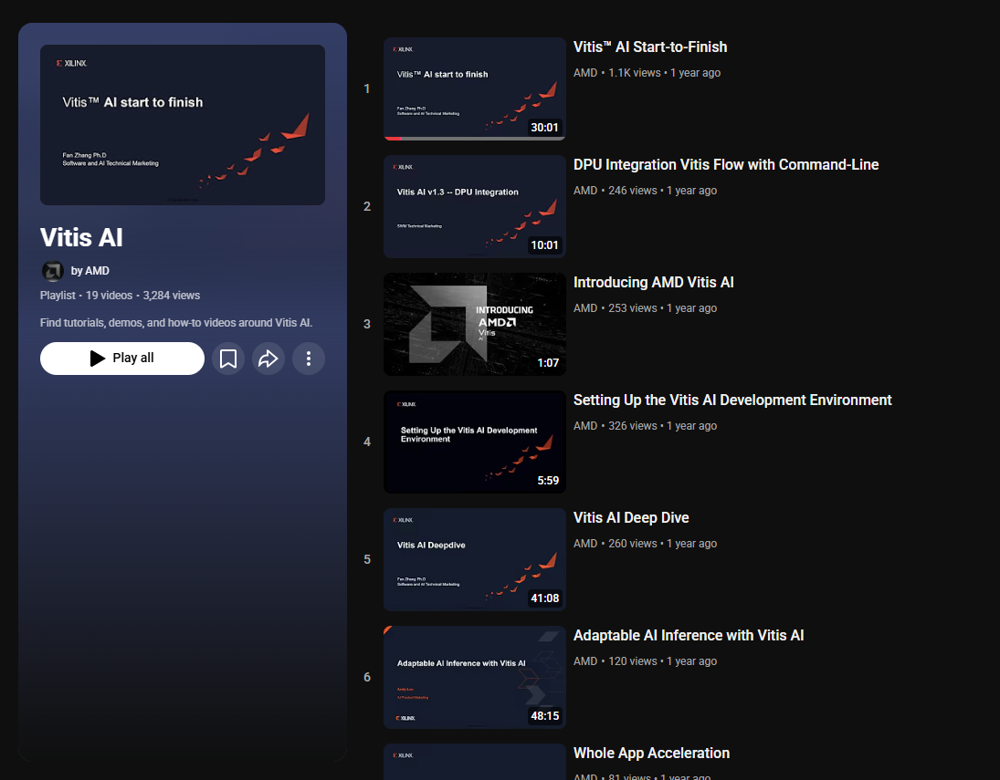 XILINX
Vitis™ AI start to finish
Fan Zhang Ph.D
Software and AI Technical Marketing
Vitis AI
by AMD
Playlist • 19 videos • 3,284 views
Find tutorials, demos, and how-to videos around Vitis AI.
Play all
1
XILINX
Vitis™ AI start to finish
Fan Zhang Ph.D
Software and AI Technical Marketing
30:01
Vitis™ AI Start-to-Finish
AMD • 1.1K views • 1 year ago
2
XILINX
Vitis AI v1.3 -- DPU Integration
SWM Technical Marketing
10:01
DPU Integration Vitis Flow with Command-Line
AMD • 246 views • 1 year ago
3
INTRODUCING
AMD
Vitis
AI
1:07
Introducing AMD Vitis AI
AMD • 253 views • 1 year ago
4
XILINX
Setting Up the Vitis AI Development
Environment
5:59
Setting Up the Vitis AI Development Environment
AMD • 326 views • 1 year ago
5
XILINX
Vitis AI Deepdive
Fan Zhang Ph.D
Software and AI Technical Marketing
41:08
Vitis AI Deep Dive
AMD • 260 views • 1 year ago
6
Adaptable AI Inference with Vitis AI
AI Product Marketing
XILINX
48:15
Adaptable AI Inference with Vitis AI
AMD • 120 views • 1 year ago
XILINX
Whole App Acceleration
AMD • 81 views • 1 year ago